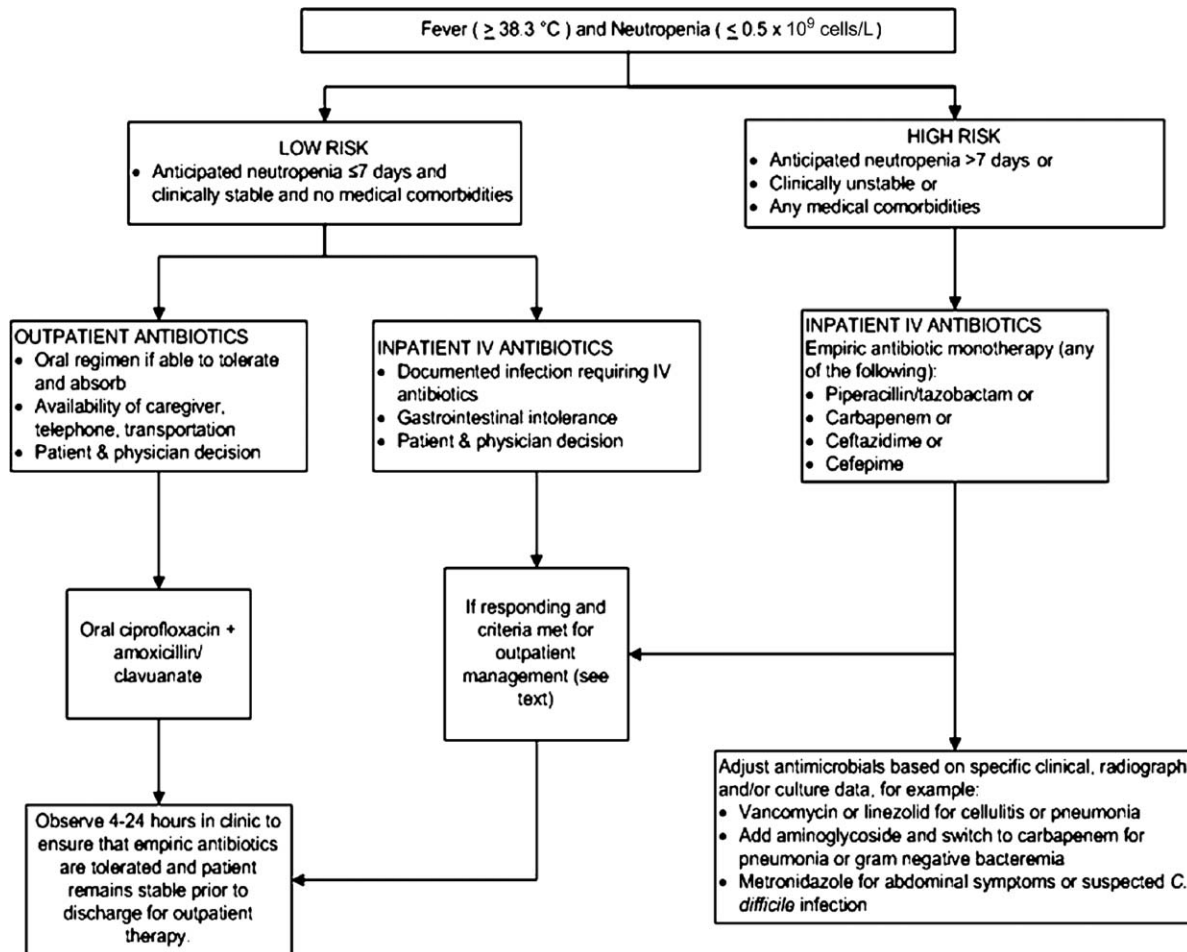 Fever ( ≥ 38.3 °C ) and Neutropenia ( ≤ 0.5 x 10⁹ cells/L)
LOW RISK
• Anticipated neutropenia ≤7 days and
clinically stable and no medical comorbidities
HIGH RISK
• Anticipated neutropenia >7 days or
• Clinically unstable or
• Any medical comorbidities
OUTPATIENT ANTIBIOTICS
• Oral regimen if able to tolerate
and absorb
• Availability of caregiver,
telephone, transportation
• Patient & physician decision
INPATIENT IV ANTIBIOTICS
• Documented infection requiring IV
antibiotics
• Gastrointestinal intolerance
• Patient & physician decision
INPATIENT IV ANTIBIOTICS
Empiric antibiotic monotherapy (any
of the following):
• Piperacillin/tazobactam or
• Carbapenem or
• Ceftazidime or
• Cefepime
Oral ciprofloxacin +
amoxicillin/
clavuanate
If responding and
criteria met for
outpatient
management (see
text)
Observe 4-24 hours in clinic to
ensure that empiric antibiotics
are tolerated and patient
remains stable prior to
discharge for outpatient
therapy.
Adjust antimicrobials based on specific clinical, radiograph
and/or culture data, for example:
• Vancomycin or linezolid for cellulitis or pneumonia
• Add aminoglycoside and switch to carbapenem for
pneumonia or gram negative bacteremia
• Metronidazole for abdominal symptoms or suspected C.
difficile infection